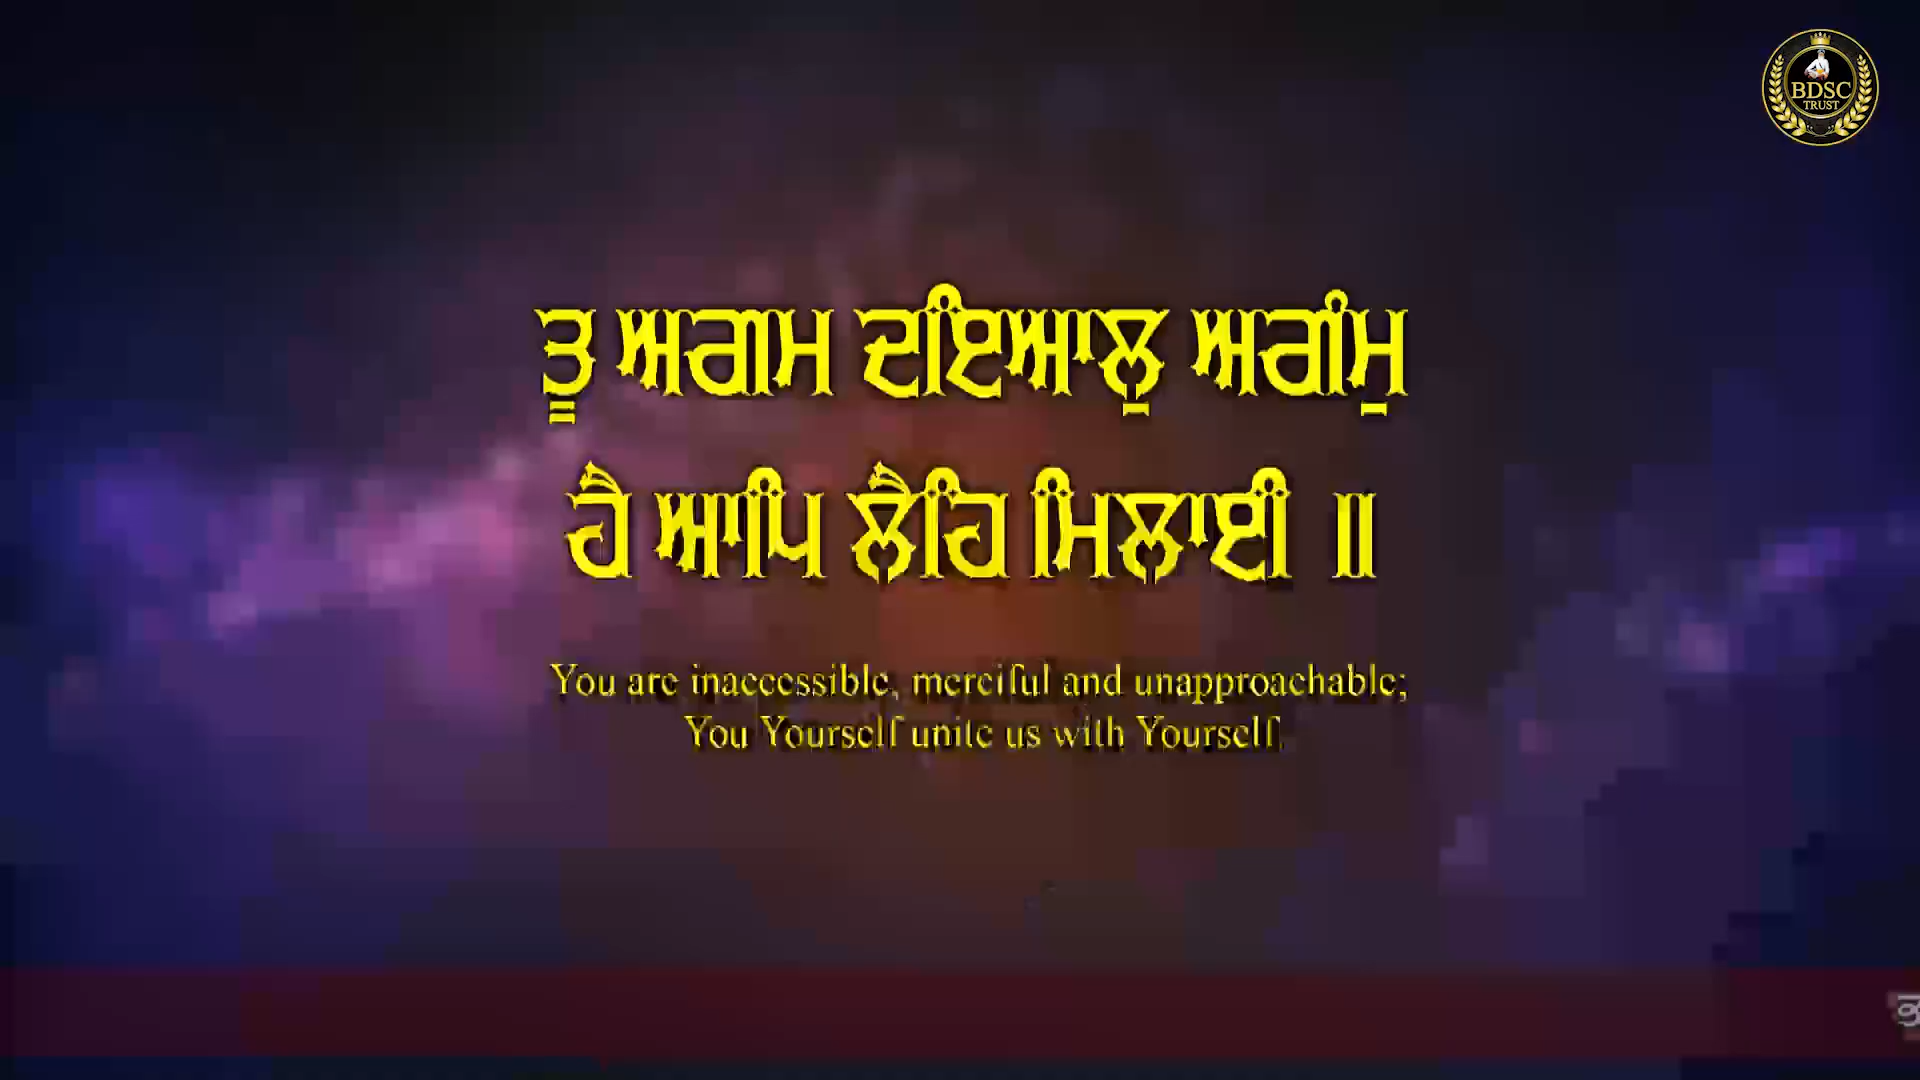 BDSC
TRUST
ਤੂ ਅਗਮ ਦਇਆਲੁ ਅਗੰਮੁ
ਹੈ ਆਪਿ ਲੈਹਿ ਮਿਲਾਈ ॥
You are inaccessible, merciful and unapproachable;
You Yourself unite us with Yourself.